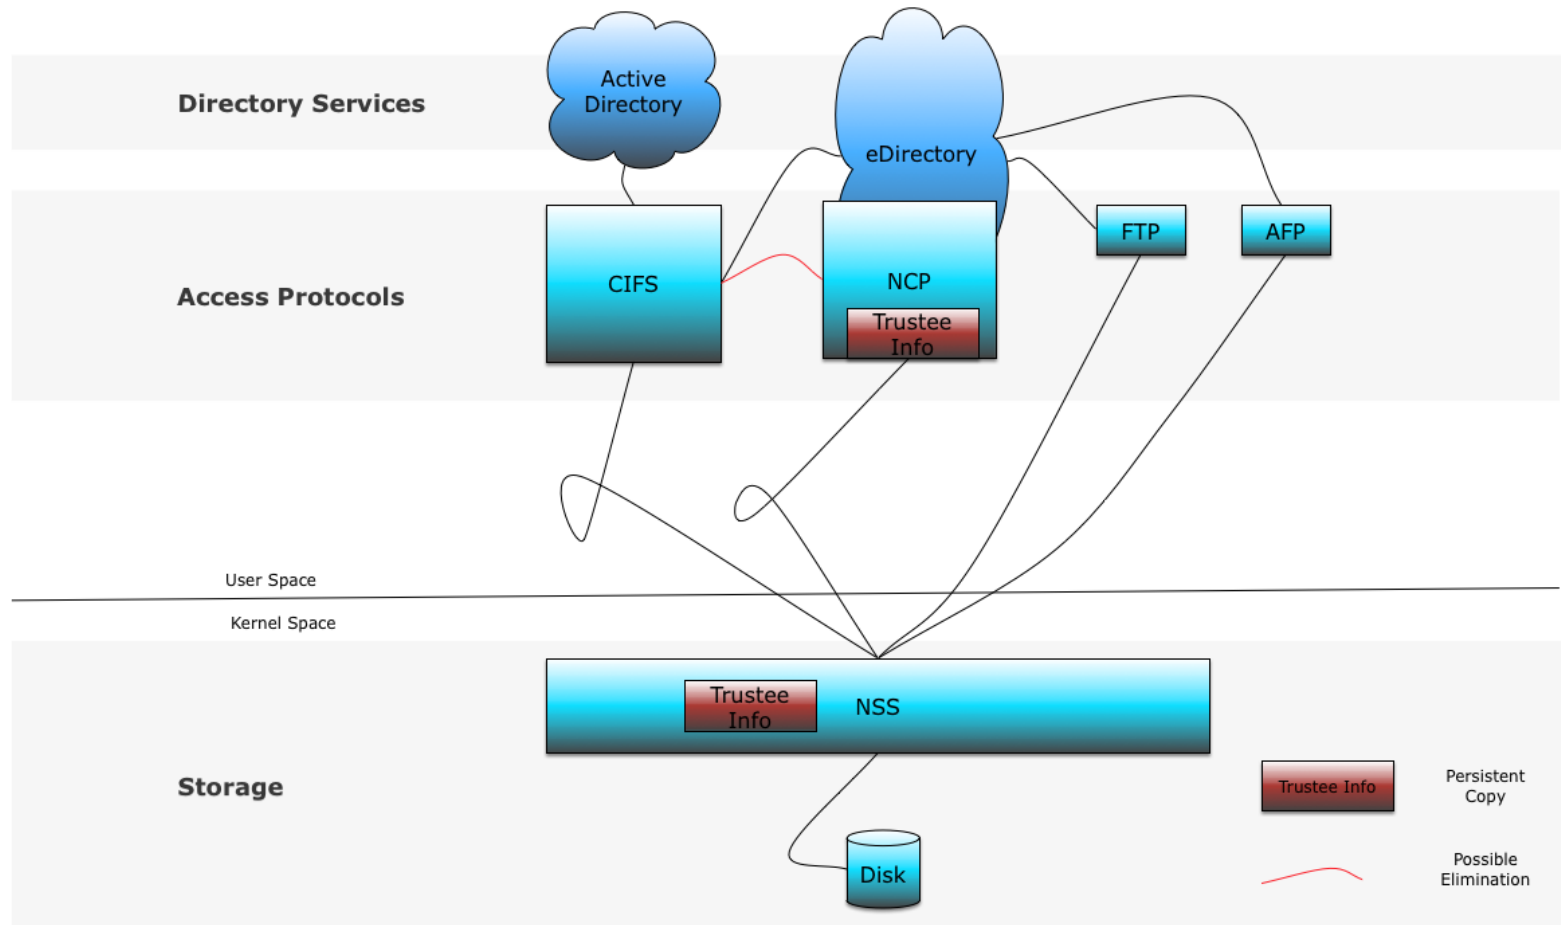 Directory Services
Active
Directory
eDirectory
Access Protocols
CIFS
NCP
Trustee
Info
FTP
AFP
User Space
Kernel Space
Storage
Trustee
Info
NSS
Disk
Trustee Info
Persistent
Copy
Possible
Elimination